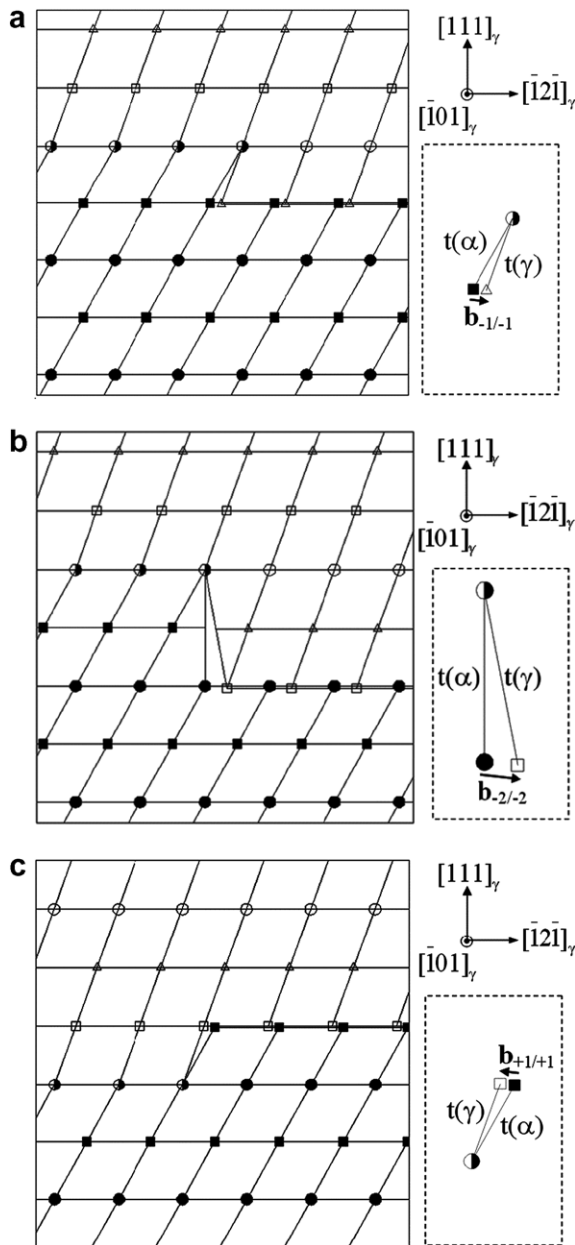 a
[111]γ
[1̄01]γ
[1̄21̄]γ
t(α)
t(γ)
b-1/-1
b
[111]γ
[1̄01]γ
[1̄21̄]γ
t(α)
t(γ)
b-2/-2
c
[111]γ
[1̄01]γ
[1̄21̄]γ
b+1/+1
t(γ)
t(α)